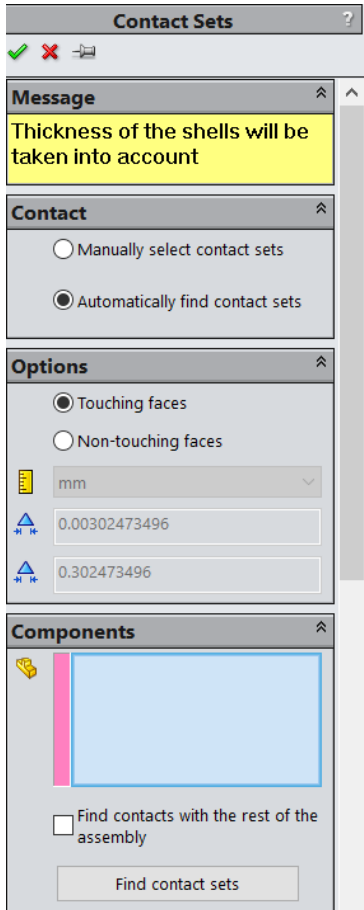 Contact Sets
?
Message
Thickness of the shells will be
taken into account
Contact
Manually select contact sets
Automatically find contact sets
Options
Touching faces
Non-touching faces
mm
0.00302473496
0.302473496
Components
Find contacts with the rest of the
assembly
Find contact sets